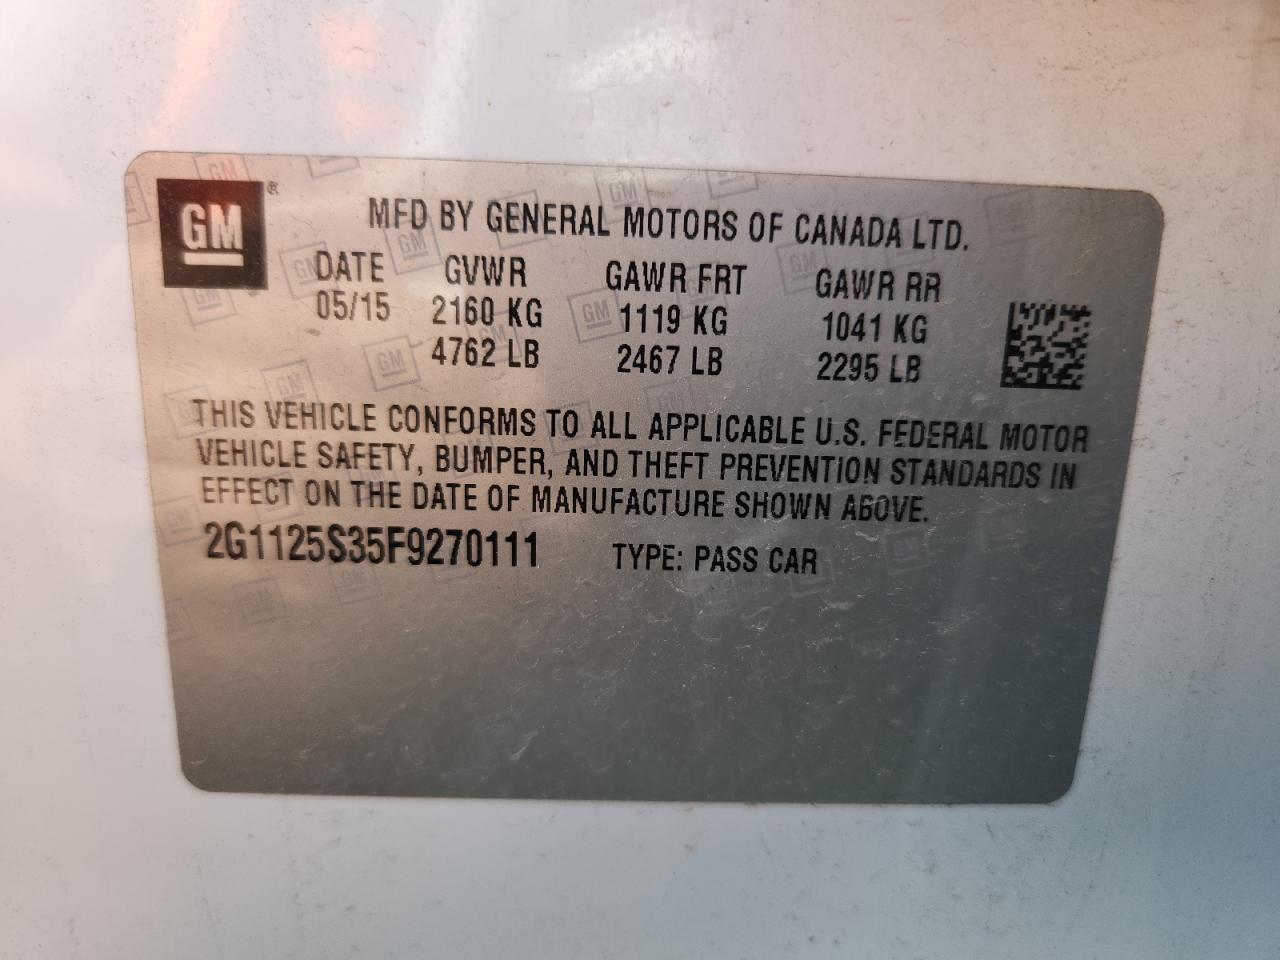 GM ®
MFD BY GENERAL MOTORS OF CANADA LTD.
DATE GVWR GAWR FRT GAWR RR
05/15 2160 KG 1119 KG 1041 KG
4762 LB 2467 LB 2295 LB
THIS VEHICLE CONFORMS TO ALL APPLICABLE U.S. FEDERAL MOTOR
VEHICLE SAFETY, BUMPER, AND THEFT PREVENTION STANDARDS IN
EFFECT ON THE DATE OF MANUFACTURE SHOWN ABOVE.
2G1125S35F9270111 TYPE: PASS CAR